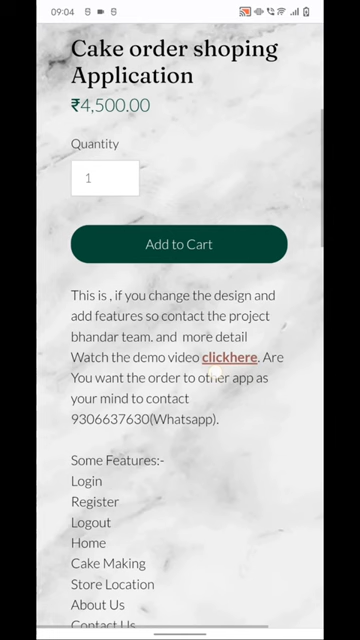 09:04
Cake order shoping
Application
₹4,500.00
Quantity
1
Add to Cart
This is , if you change the design and
add features so contact the project
bhandar team. and more detail
Watch the demo video clickhere. Are
You want the order to other app as
your mind to contact
9306637630(Whatsapp).
Some Features:-
Login
Register
Logout
Home
Cake Making
Store Location
About Us
Contact Us